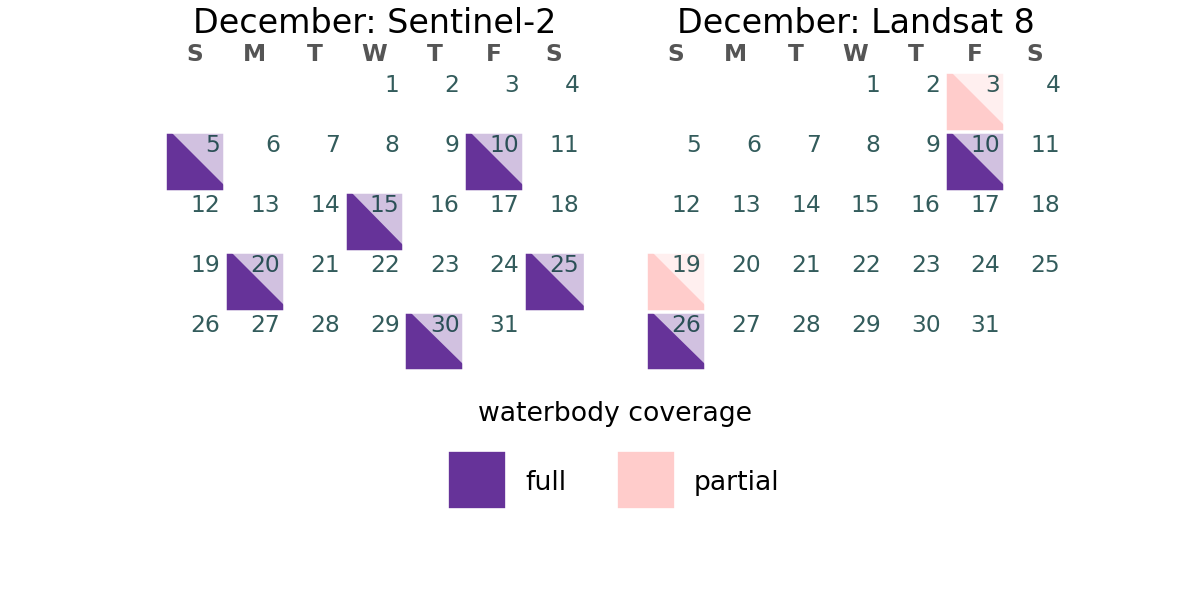 December: Sentinel-2
S M T W T F S
1 2 3 4
5 6 7 8 9 10 11
12 13 14 15 16 17 18
19 20 21 22 23 24 25
26 27 28 29 30 31
December: Landsat 8
S M T W T F S
1 2 3 4
5 6 7 8 9 10 11
12 13 14 15 16 17 18
19 20 21 22 23 24 25
26 27 28 29 30 31
waterbody coverage
full partial